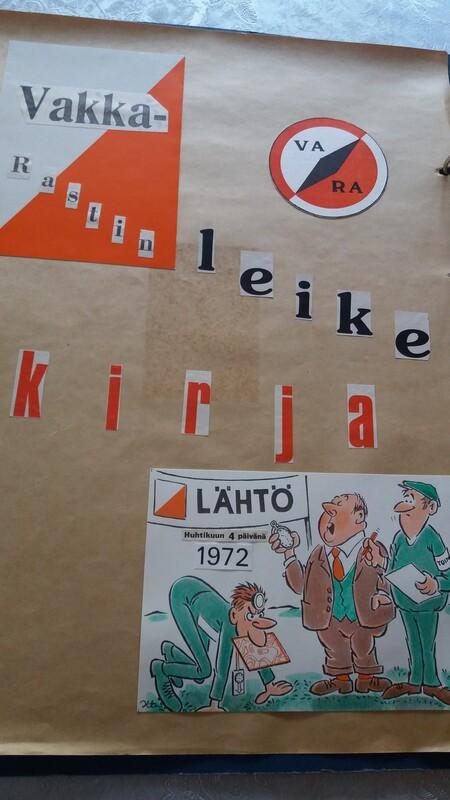 Vakka-
Rastin
VA
RA
leike
kirja
LÄHTÖ
Huhtikuun 4 päivänä
1972